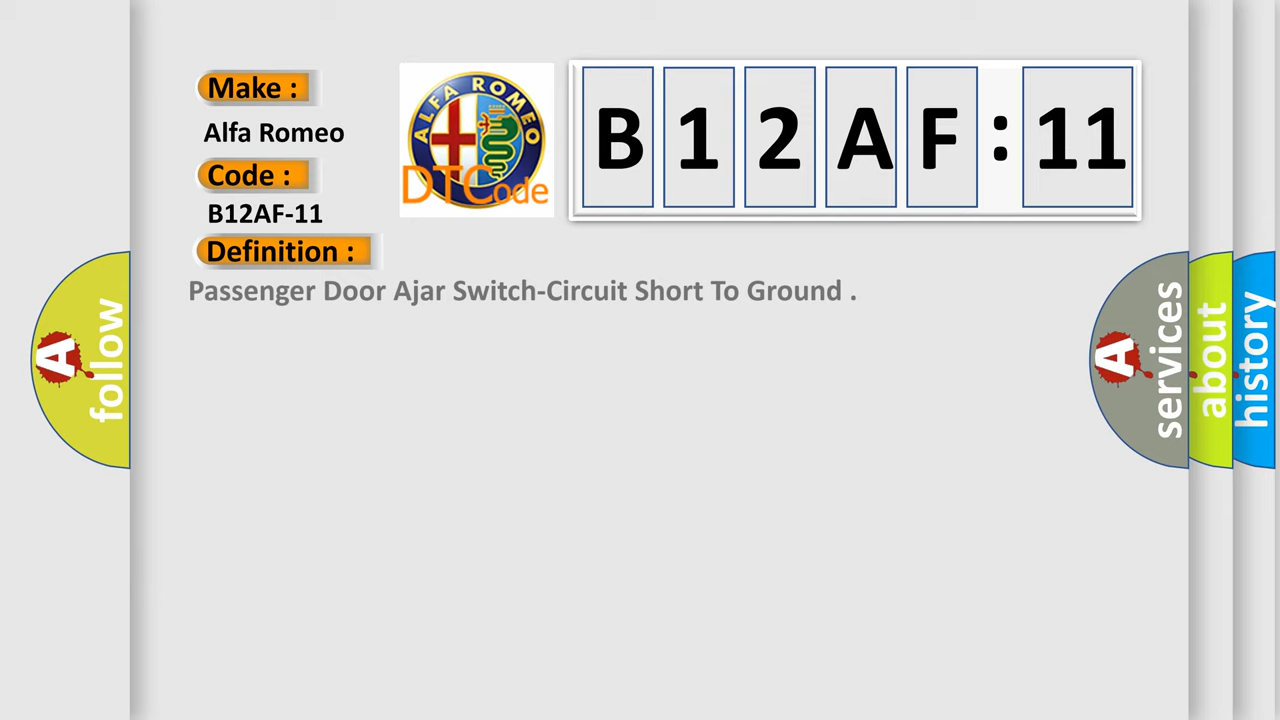 Make :
Alfa Romeo
Code :
B12AF-11
Definition :
Passenger Door Ajar Switch-Circuit Short To Ground .
ALFA ROMEO
DTCode
B 1 2 A F : 11
A follow
A services
about
history